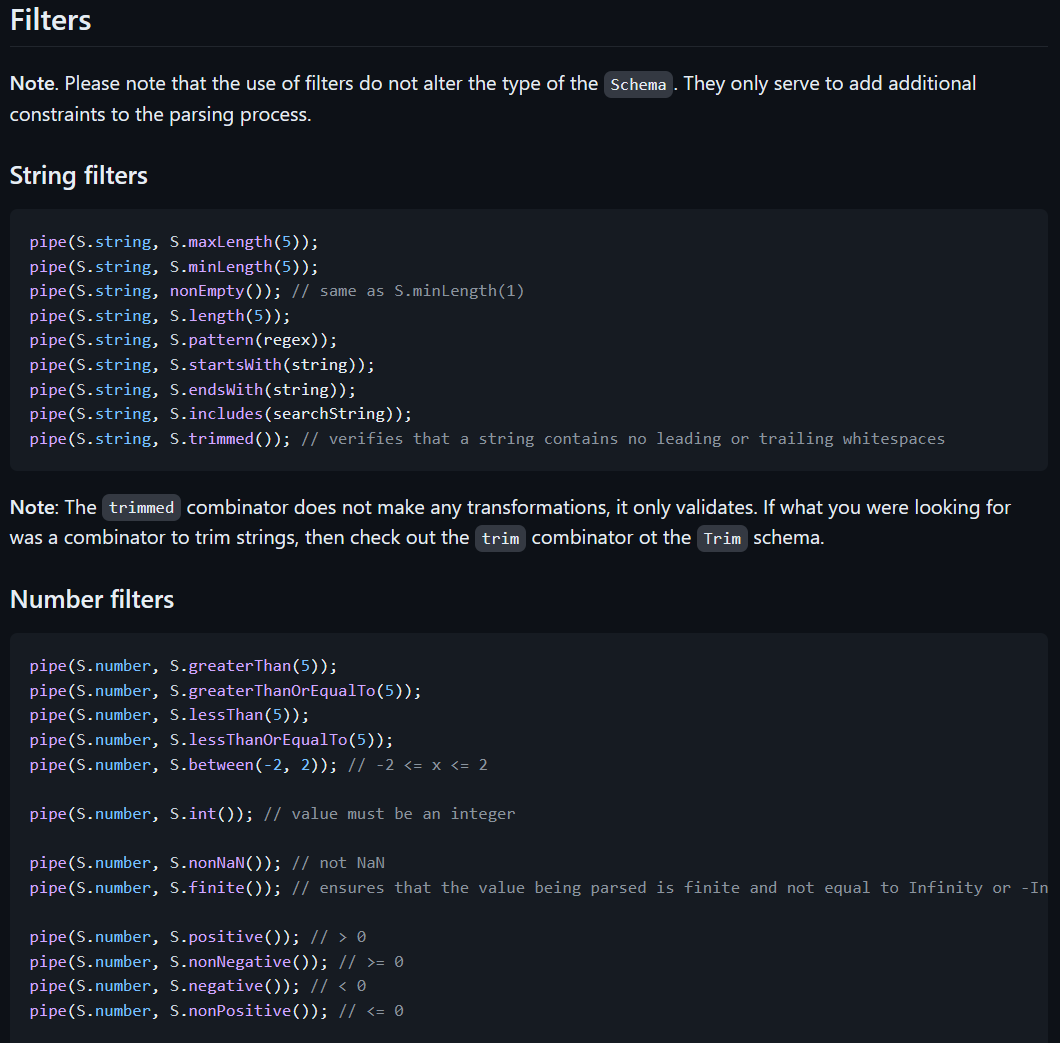 Filters
Note. Please note that the use of filters do not alter the type of the Schema. They only serve to add additional
constraints to the parsing process.
String filters
pipe(S.string, S.maxLength(5));
pipe(S.string, S.minLength(5));
pipe(S.string, nonEmpty()); // same as S.minLength(1)
pipe(S.string, S.length(5));
pipe(S.string, S.pattern(regex));
pipe(S.string, S.startsWith(string));
pipe(S.string, S.endsWith(string));
pipe(S.string, S.includes(searchString));
pipe(S.string, S.trimmed()); // verifies that a string contains no leading or trailing whitespaces
Note: The trimmed combinator does not make any transformations, it only validates. If what you were looking for
was a combinator to trim strings, then check out the trim combinator ot the Trim schema.
Number filters
pipe(S.number, S.greaterThan(5));
pipe(S.number, S.greaterThanOrEqualTo(5));
pipe(S.number, S.lessThan(5));
pipe(S.number, S.lessThanOrEqualTo(5));
pipe(S.number, S.between(-2, 2)); // -2 <= x <= 2
pipe(S.number, S.int()); // value must be an integer
pipe(S.number, S.nonNaN()); // not NaN
pipe(S.number, S.finite()); // ensures that the value being parsed is finite and not equal to Infinity or -In
pipe(S.number, S.positive()); // > 0
pipe(S.number, S.nonNegative()); // >= 0
pipe(S.number, S.negative()); // < 0
pipe(S.number, S.nonPositive()); // <= 0